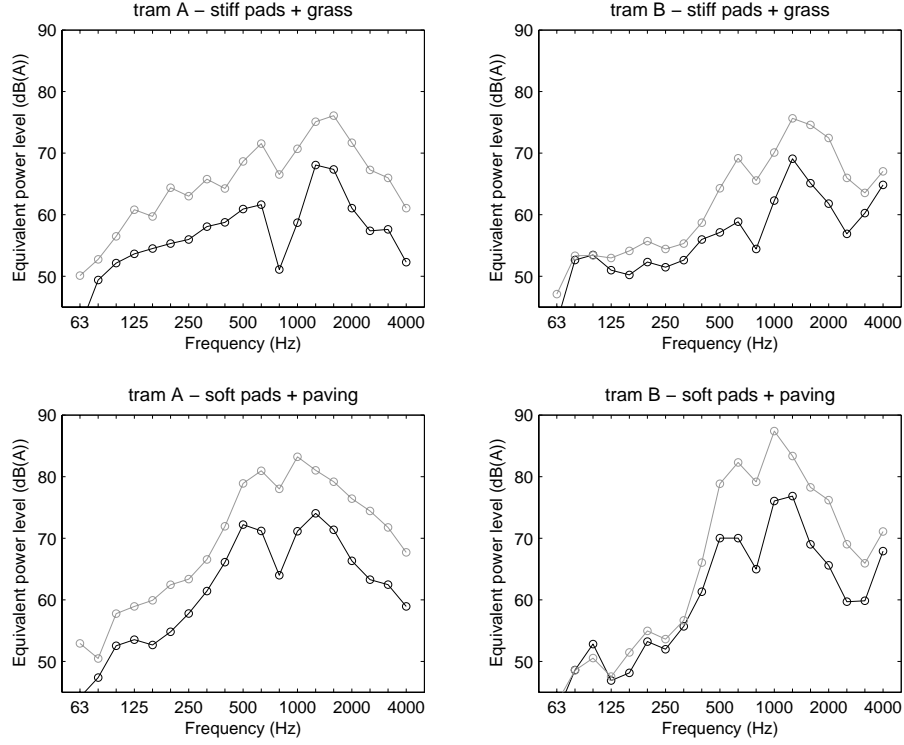 tram A − stiff pads + grass
90
80
70
60
50
Equivalent power level (dB(A))
63 125 250 500 1000 2000 4000
Frequency (Hz)
tram B − stiff pads + grass
90
80
70
60
50
Equivalent power level (dB(A))
63 125 250 500 1000 2000 4000
Frequency (Hz)
tram A − soft pads + paving
90
80
70
60
50
Equivalent power level (dB(A))
63 125 250 500 1000 2000 4000
Frequency (Hz)
tram B − soft pads + paving
90
80
70
60
50
Equivalent power level (dB(A))
63 125 250 500 1000 2000 4000
Frequency (Hz)